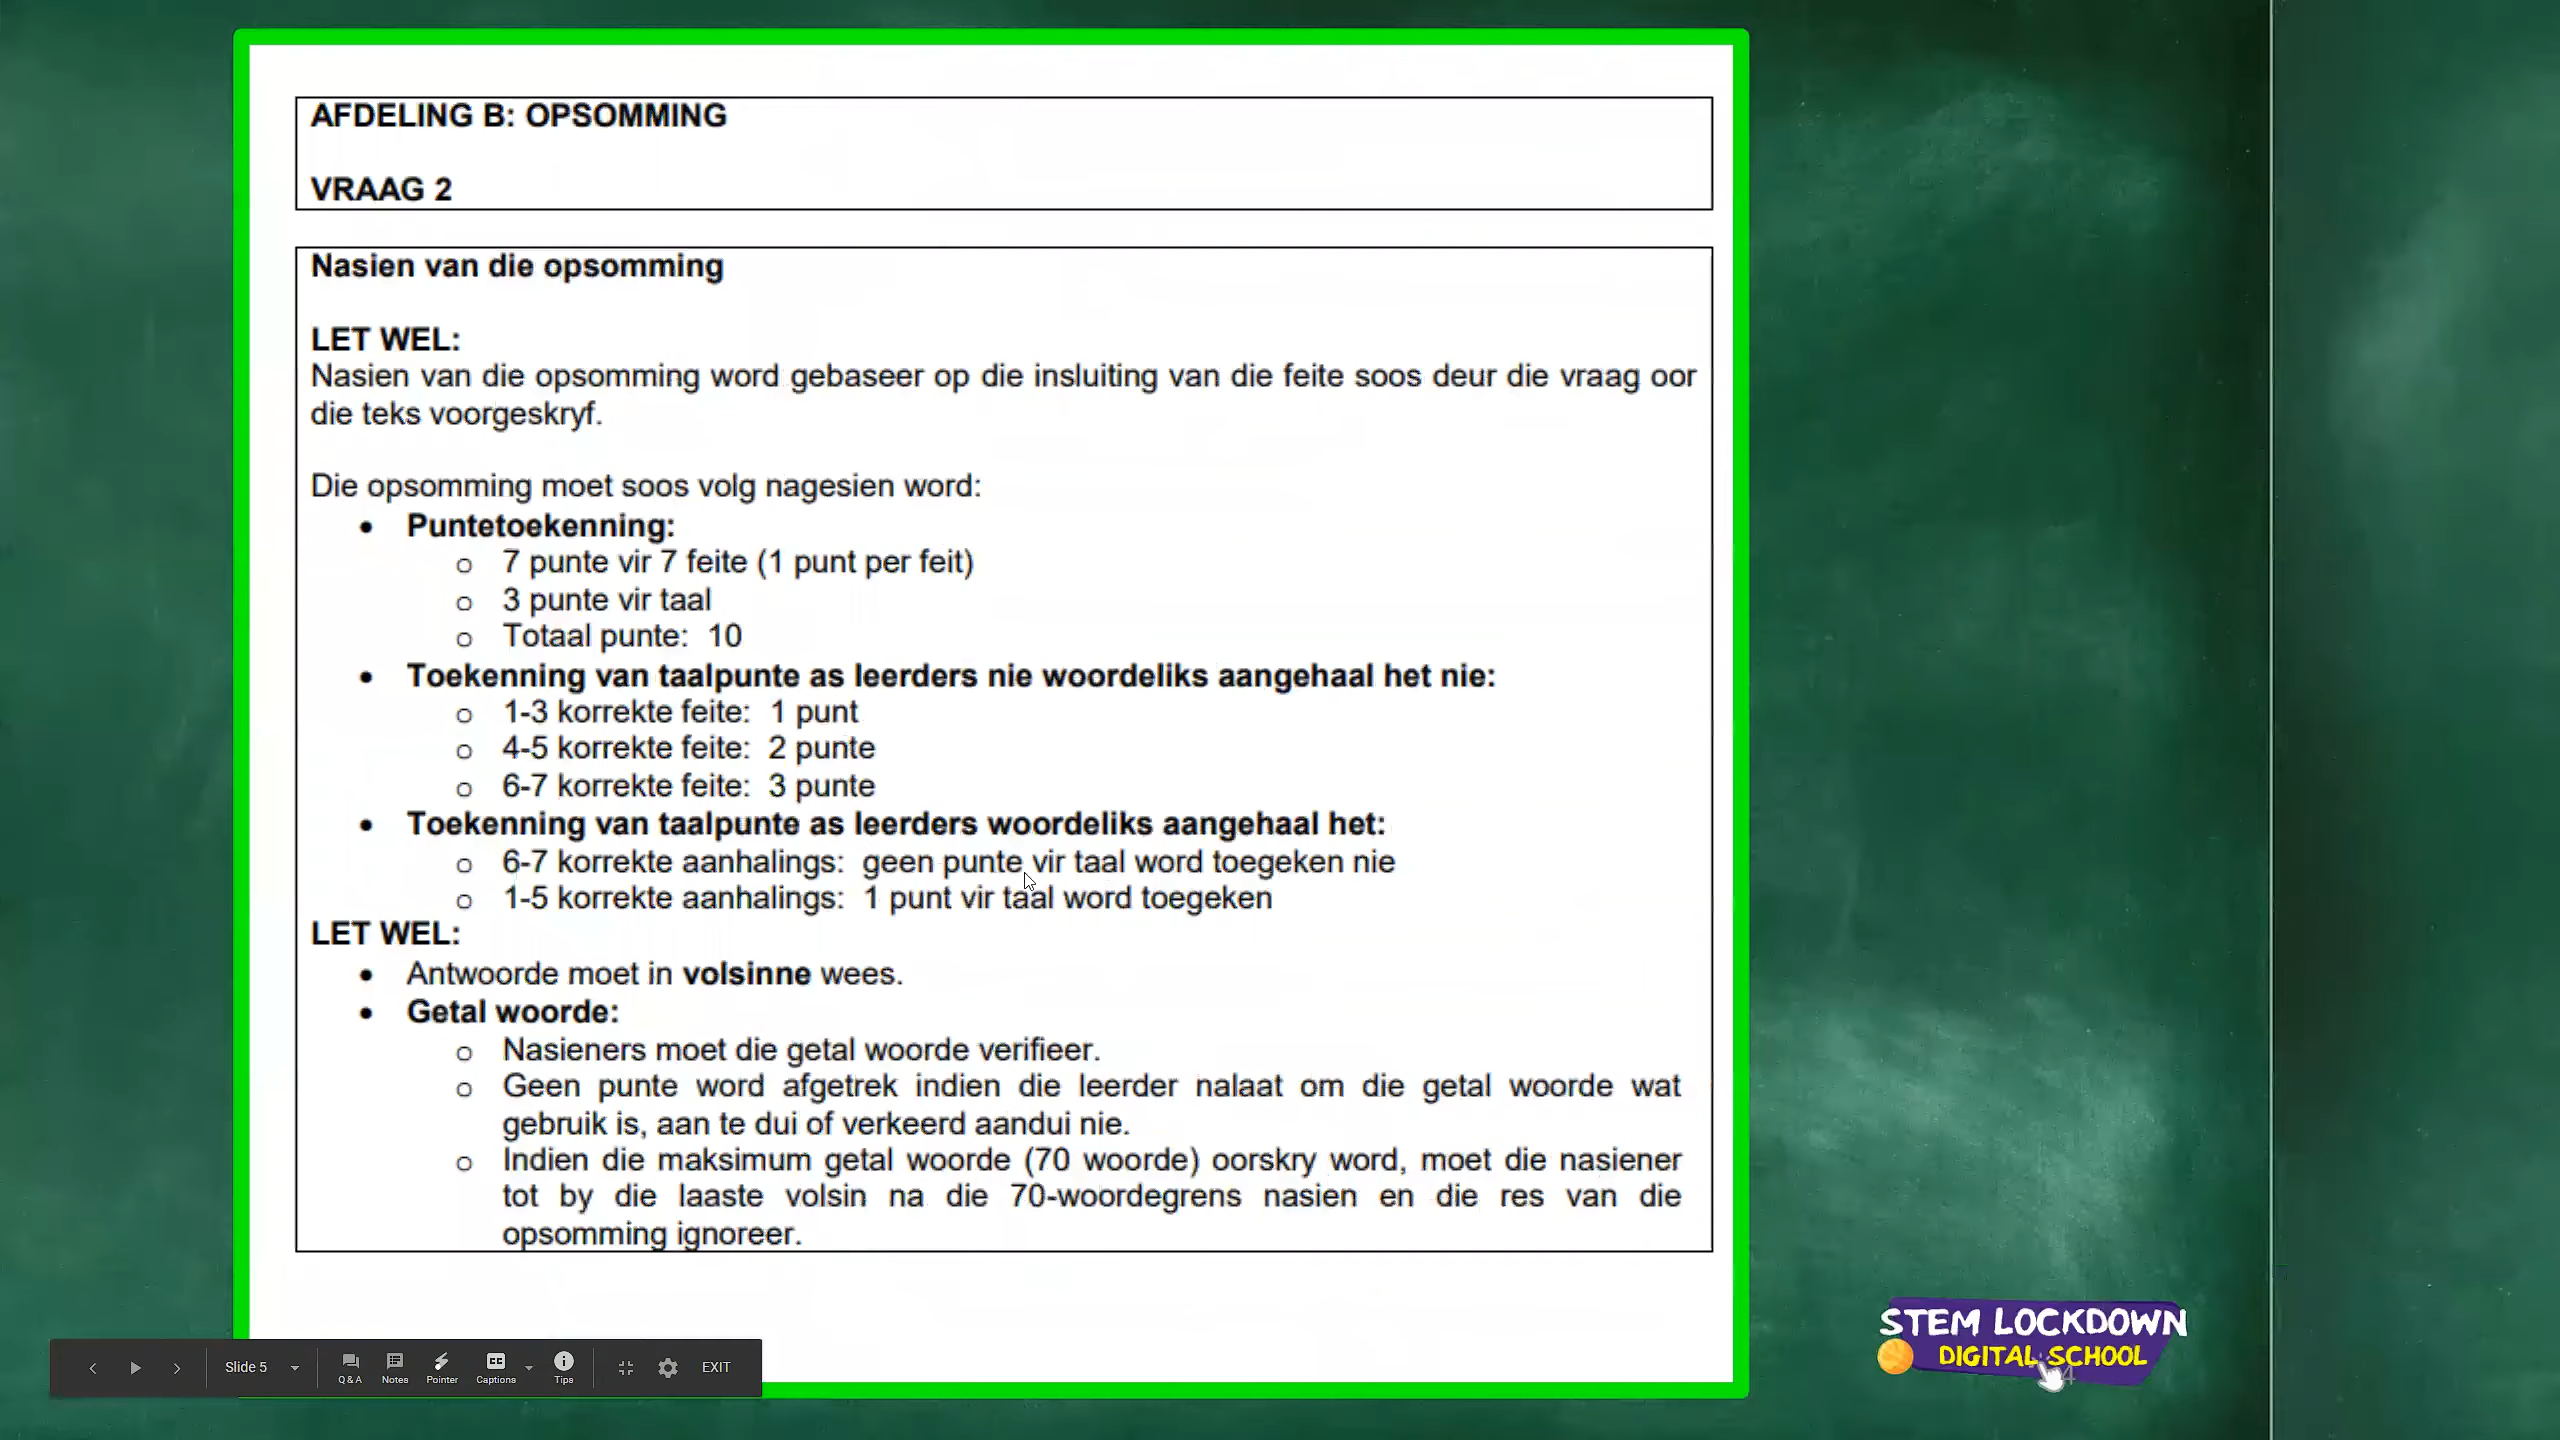 AFDELING B: OPSOMMING
VRAAG 2
Nasien van die opsomming
LET WEL:
Nasien van die opsomming word gebaseer op die insluiting van die feite soos deur die vraag oor
die teks voorgeskryf.
Die opsomming moet soos volg nagesien word:
• Puntetoekenning:
o 7 punte vir 7 feite (1 punt per feit)
o 3 punte vir taal
o Totaal punte: 10
• Toekenning van taalpunte as leerders nie woordeliks aangehaal het nie:
o 1-3 korrekte feite: 1 punt
o 4-5 korrekte feite: 2 punte
o 6-7 korrekte feite: 3 punte
• Toekenning van taalpunte as leerders woordeliks aangehaal het:
o 6-7 korrekte aanhalings: geen punte vir taal word toegeken nie
o 1-5 korrekte aanhalings: 1 punt vir taal word toegeken
LET WEL:
• Antwoorde moet in volsinne wees.
• Getal woorde:
o Nasieners moet die getal woorde verifieer.
o Geen punte word afgetrek indien die leerder nalaat om die getal woorde wat
gebruik is, aan te dui of verkeerd aandui nie.
o Indien die maksimum getal woorde (70 woorde) oorskry word, moet die nasiener
tot by die laaste volsin na die 70-woordegrens nasien en die res van die
opsomming ignoreer.
Slide 5
Q & A
Notes
Pointer
CC
Captions
Tips
EXIT
STEM LOCKDOWN
DIGITAL SCHOOL